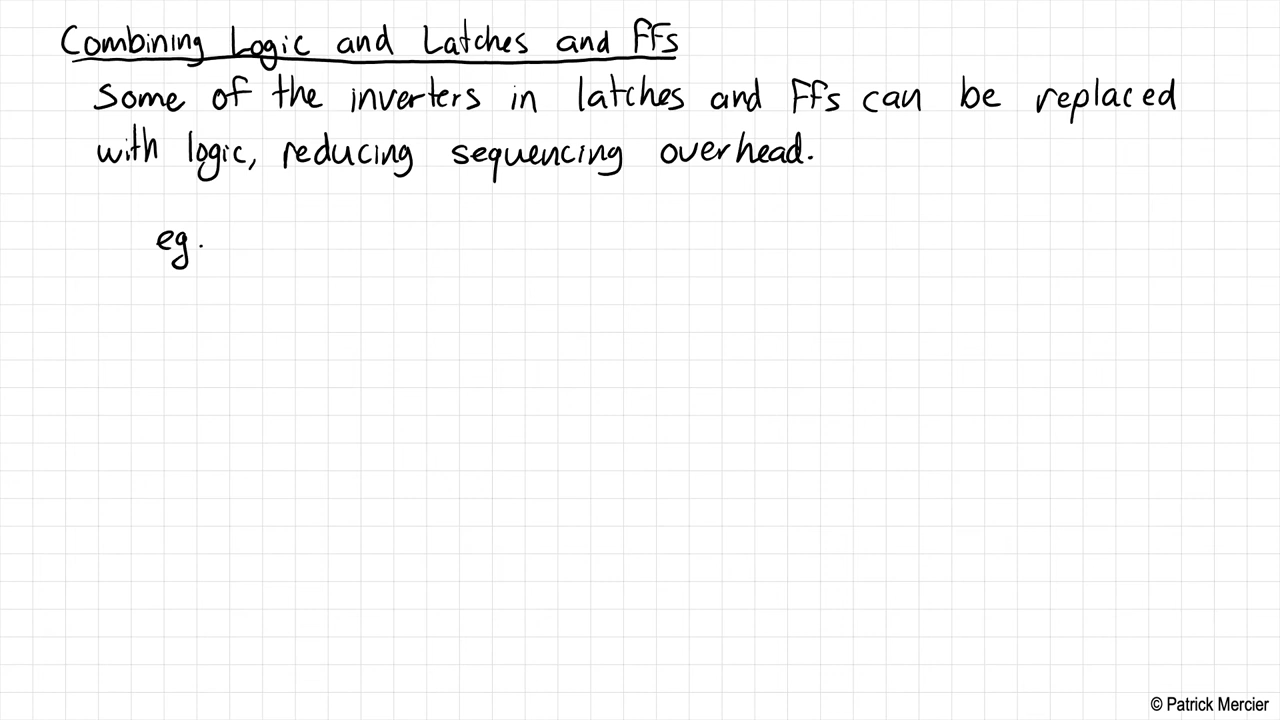 Combining Logic and Latches and FFs
Some of the inverters in latches and FFs can be replaced
with logic, reducing sequencing overhead.
eg.
© Patrick Mercier